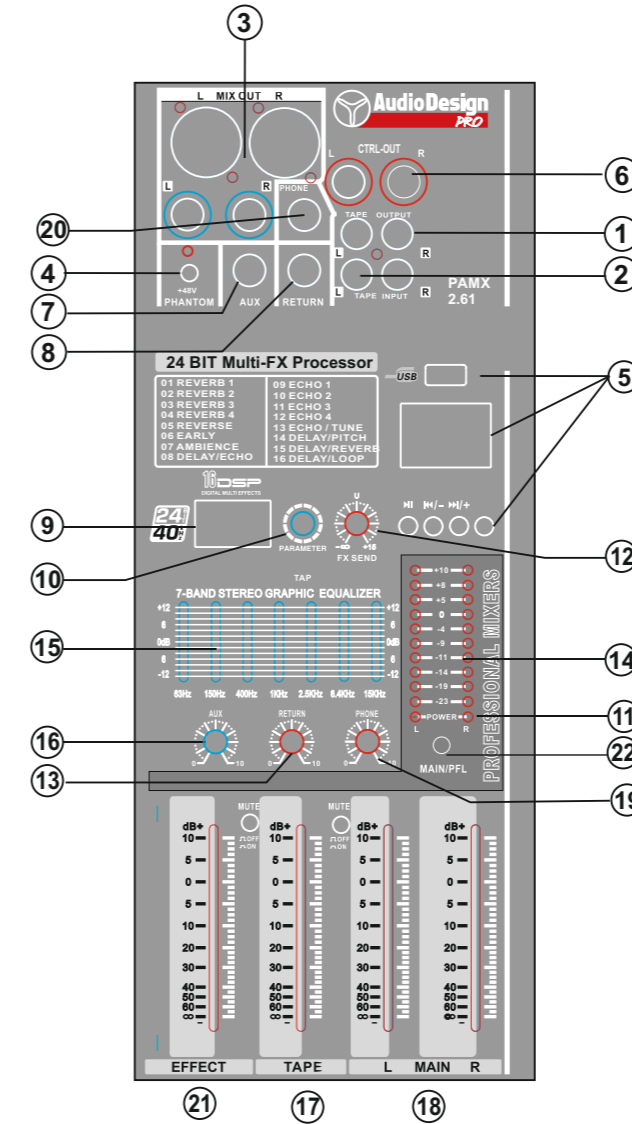 3
L MIX OUT R
AudioDesign
PRO
CTRL-OUT
L R
6
L R
PHONE
20
TAPE OUTPUT
1
L R
4
+48V
PHANTOM
7
AUX
RETURN
8
2
L TAPE INPUT R
PAMX
2.61
24 BIT Multi-FX Processor
USB
5
01 REVERB 1
02 REVERB 2
03 REVERB 3
04 REVERB 4
05 REVERSE
06 EARLY
07 AMBIENCE
08 DELAY/ECHO
09 ECHO 1
10 ECHO 2
11 ECHO 3
12 ECHO 4
13 ECHO / TUNE
14 DELAY/PITCH
15 DELAY/REVERB
16 DELAY/LOOP
16 DSP
DIGITAL MULTI EFFECTS
9
24
40
10
PARAMETER
U
-∞ +16
FX SEND
⏯ ⏮/- ⏭/+
12
TAP
7-BAND STEREO GRAPHIC EQUALIZER
+12 +12
6 6
0dB 0dB
6 6
-12 -12
63Hz 150Hz 400Hz 1KHz 2.5KHz 6.4KHz 15KHz
15
+10
+8
+5
0
-4
-9
-11
-14
-19
-23
POWER
L R
14
11
22
MAIN/PFL
PROFESSIONAL MIXERS
16
13
19
AUX
0 10
RETURN
0 10
PHONE
0 10
MUTE
OFF
ON
MUTE
OFF
ON
dB+ dB+ dB+ dB+
10 10 10 10
5 5 5 5
0 0 0 0
5 5 5 5
10 10 10 10
20 20 20 20
30 30 30 30
40 40 40 40
50 50 50 50
60 60 60 60
∞ ∞ ∞ ∞
- - - -
EFFECT TAPE L MAIN R
21 17 18